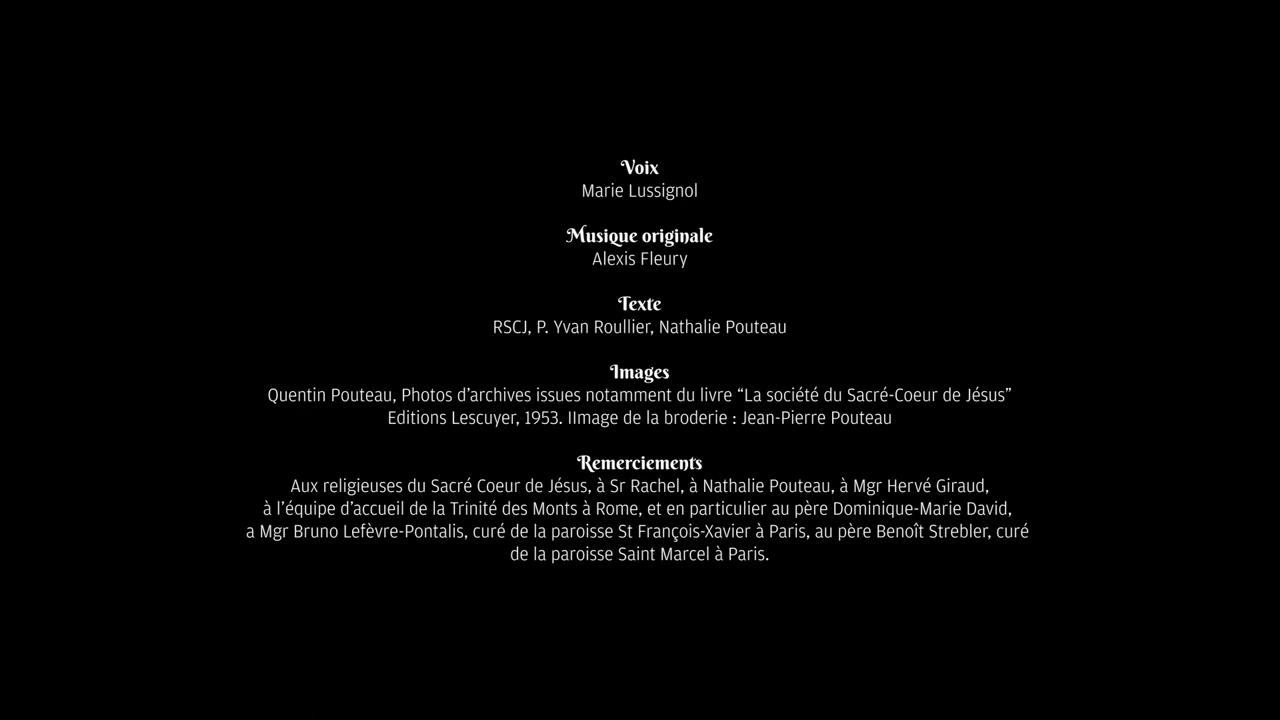 Voix
Marie Lussignol
Musique originale
Alexis Fleury
Texte
RSCJ, P. Yvan Roullier, Nathalie Pouteau
Images
Quentin Pouteau, Photos d’archives issues notamment du livre “La société du Sacré-Coeur de Jésus”
Editions Lescuyer, 1953. IImage de la broderie : Jean-Pierre Pouteau
Remerciements
Aux religieuses du Sacré Coeur de Jésus, à Sr Rachel, à Nathalie Pouteau, à Mgr Hervé Giraud,
à l’équipe d’accueil de la Trinité des Monts à Rome, et en particulier au père Dominique-Marie David,
a Mgr Bruno Lefèvre-Pontalis, curé de la paroisse St François-Xavier à Paris, au père Benoît Strebler, curé
de la paroisse Saint Marcel à Paris.